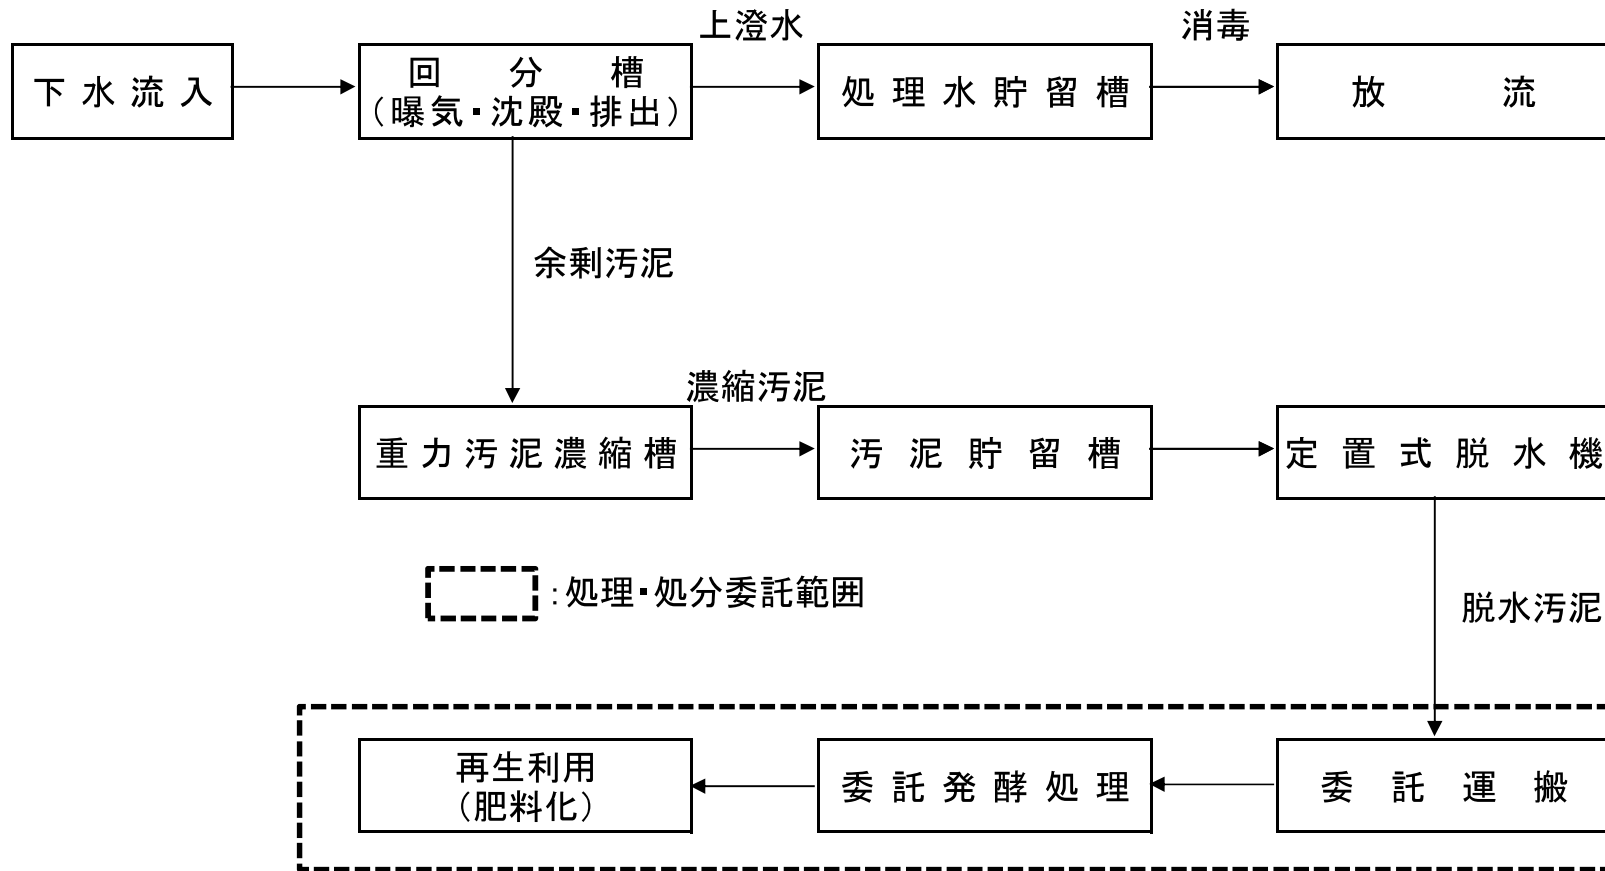 上澄水
消毒
下水流入
回分槽
（曝気・沈殿・排出）
処理水貯留槽
放流
余剰汚泥
濃縮汚泥
重力汚泥濃縮槽
汚泥貯留槽
定置式脱水機
：処理・処分委託範囲
脱水汚泥
再生利用
（肥料化）
委託発酵処理
委託運搬